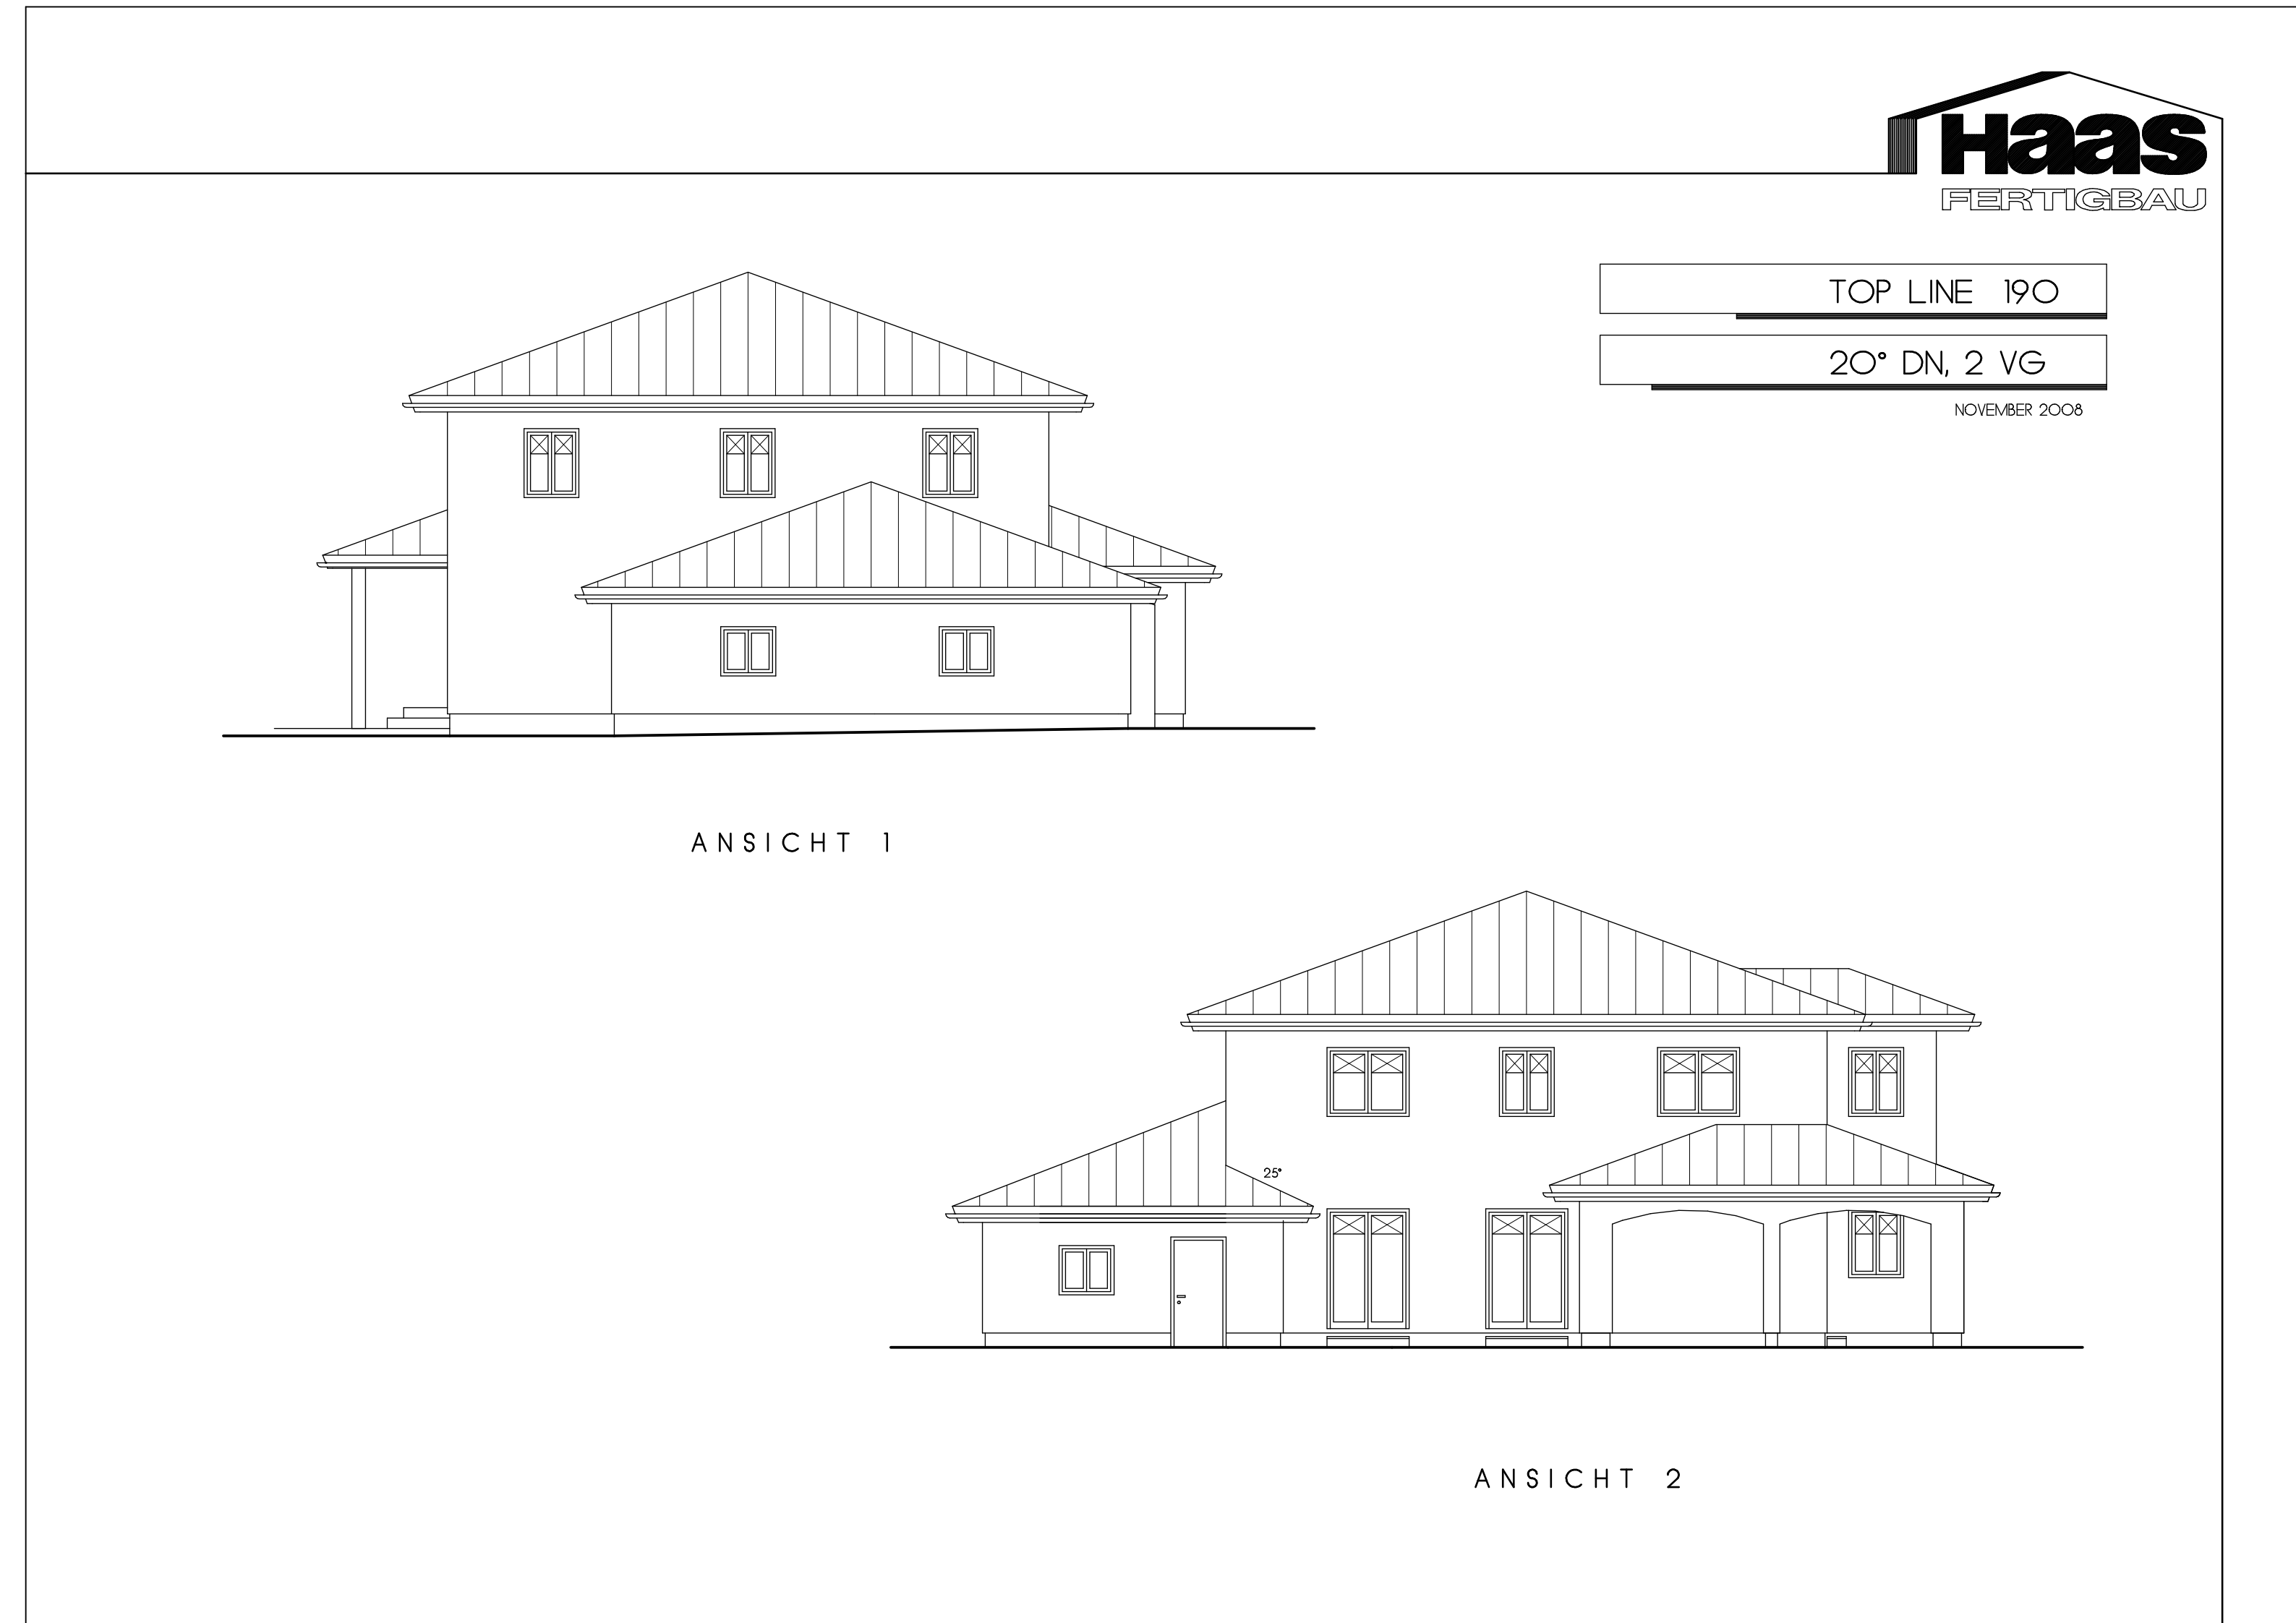 Haas
FERTIGBAU
TOP LINE 190
20° DN, 2 VG
NOVEMBER 2008
ANSICHT 1
25°
ANSICHT 2